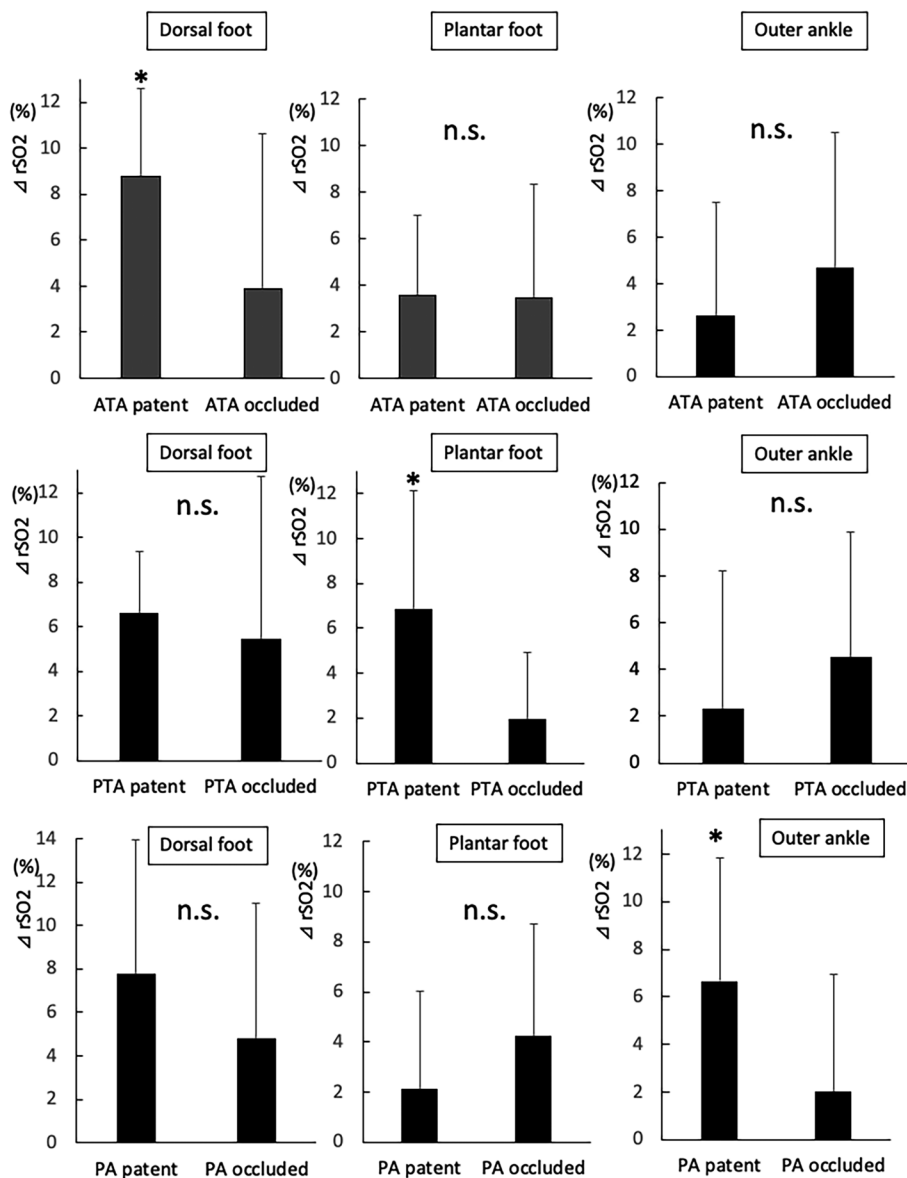 Dorsal foot
Plantar foot
Outer ankle
(%)
⊿ rSO2
12
10
8
6
4
2
0
*
ATA patent ATA occluded
(%)
⊿ rSO2
12
10
8
6
4
2
0
n.s.
ATA patent ATA occluded
(%)
⊿ rSO2
12
10
8
6
4
2
0
n.s.
ATA patent ATA occluded
Dorsal foot
Plantar foot
Outer ankle
(%)
⊿ rSO2
12
10
8
6
4
2
0
n.s.
PTA patent PTA occluded
(%)
⊿ rSO2
12
10
8
6
4
2
0
*
PTA patent PTA occluded
(%)
⊿ rSO2
12
10
8
6
4
2
0
n.s.
PTA patent PTA occluded
Dorsal foot
Plantar foot
Outer ankle
(%)
⊿ rSO2
14
12
10
8
6
4
2
0
n.s.
PA patent PA occluded
(%)
⊿ rSO2
12
10
8
6
4
2
0
n.s.
PA patent PA occluded
(%)
⊿ rSO2
12
10
8
6
4
2
0
*
PA patent PA occluded